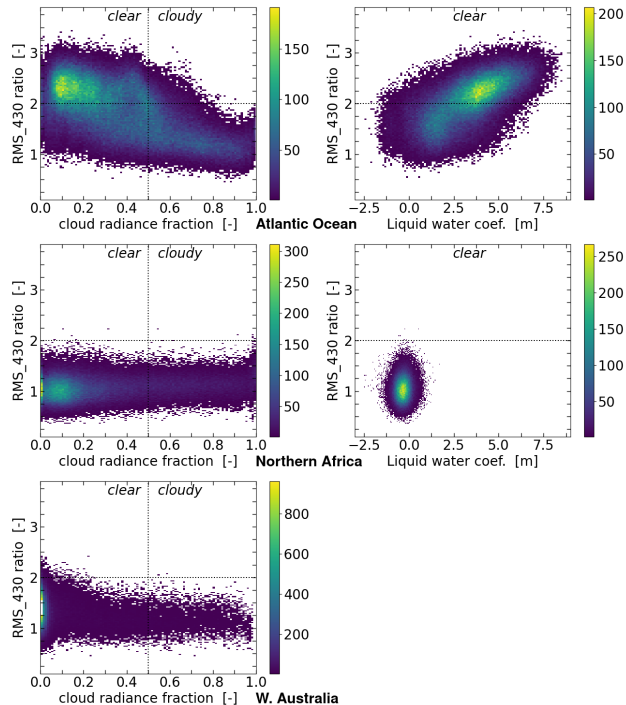 clear cloudy
clear
RMS_430 ratio [-]
3
2
1
150
100
50
RMS_430 ratio [-]
3
2
1
200
150
100
50
0.0 0.2 0.4 0.6 0.8 1.0
cloud radiance fraction [-]
Atlantic Ocean
−2.5 0.0 2.5 5.0 7.5
Liquid water coef. [m]
clear cloudy
clear
RMS_430 ratio [-]
3
2
1
300
250
200
150
100
50
RMS_430 ratio [-]
3
2
1
250
200
150
100
50
0.0 0.2 0.4 0.6 0.8 1.0
cloud radiance fraction [-]
Northern Africa
−2.5 0.0 2.5 5.0 7.5
Liquid water coef. [m]
clear cloudy
RMS_430 ratio [-]
3
2
1
800
600
400
200
0.0 0.2 0.4 0.6 0.8 1.0
cloud radiance fraction [-]
W. Australia